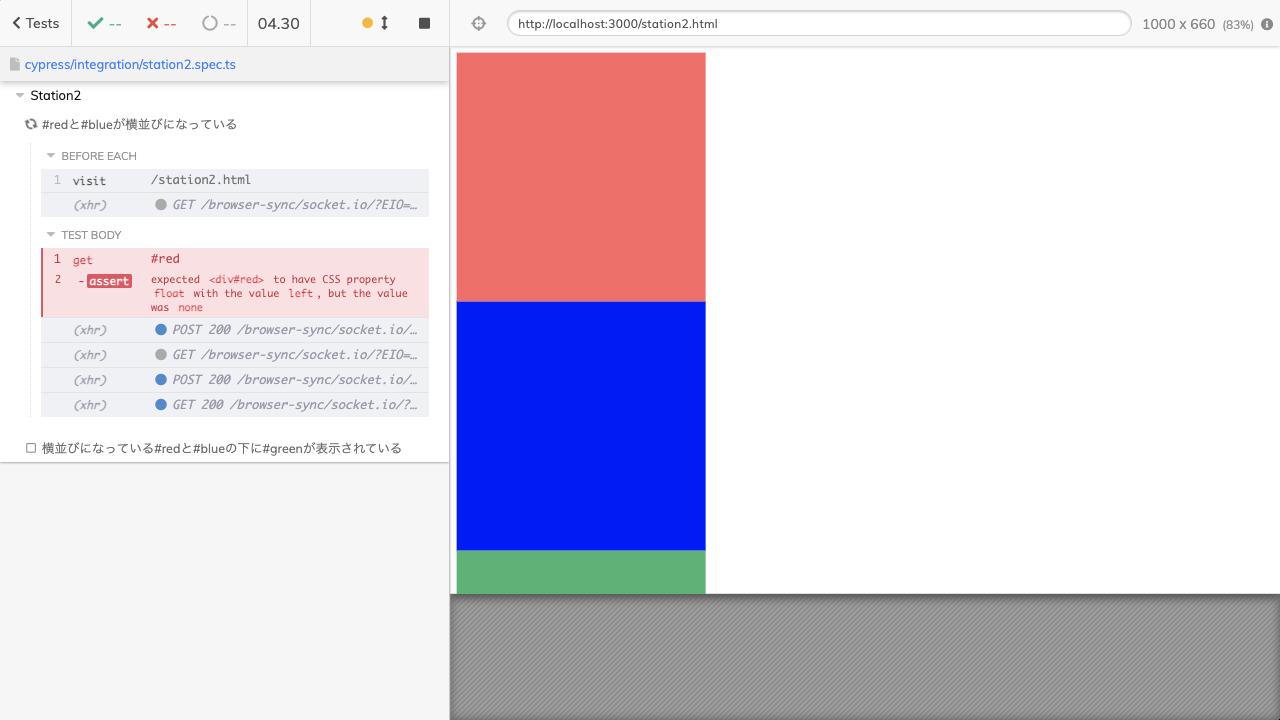 Tests
--
--
--
04.30
http://localhost:3000/station2.html
1000 x 660 (83%)
cypress/integration/station2.spec.ts
Station2
#redと#blueが横並びになっている
BEFORE EACH
1 visit /station2.html
(xhr) GET /browser-sync/socket.io/?EIO=…
TEST BODY
1 get #red
2 -assert expected <div#red> to have CSS property
float with the value left, but the value
was none
(xhr) POST 200 /browser-sync/socket.io/…
(xhr) GET /browser-sync/socket.io/?EIO=…
(xhr) POST 200 /browser-sync/socket.io/…
(xhr) GET 200 /browser-sync/socket.io/?…
横並びになっている#redと#blueの下に#greenが表示されている